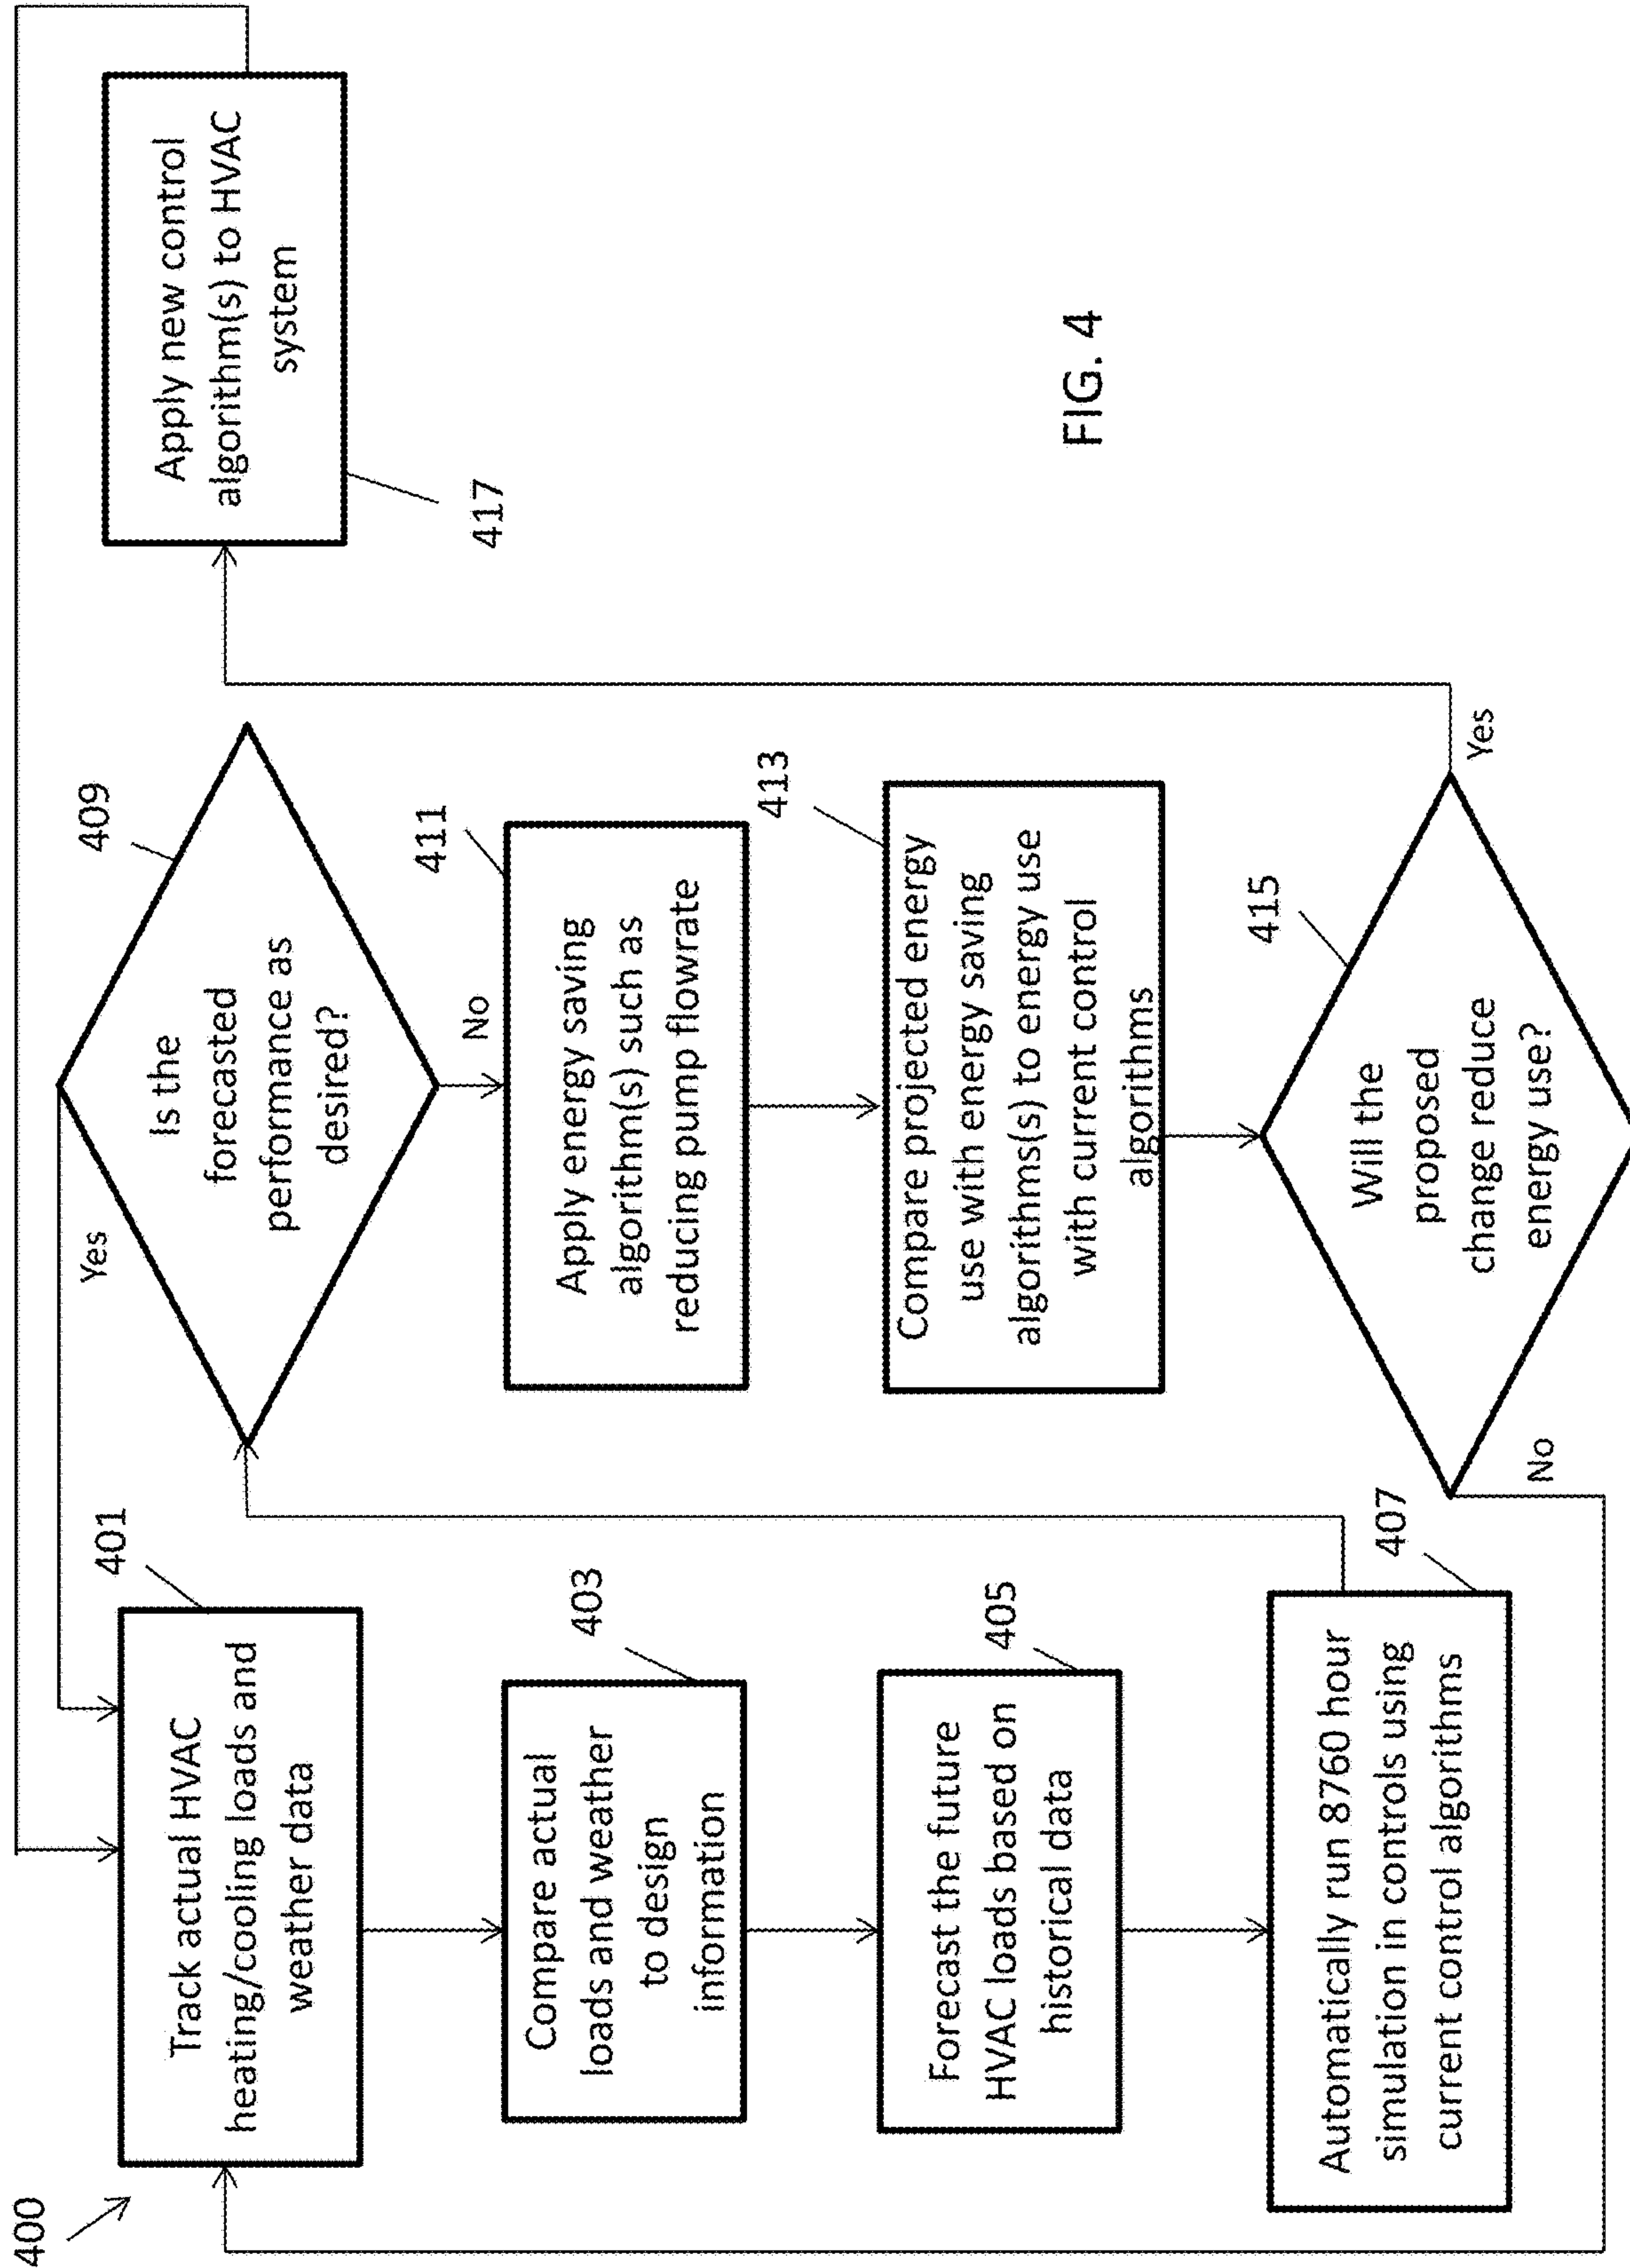 400
401
Track actual HVAC
heating/cooling loads and
weather data
403
Compare actual
loads and weather
to design
information
405
Forecast the future
HVAC loads based on
historical data
407
Automatically run 8760 hour
simulation in controls using
current control algorithms
Yes
409
Is the
forecasted
perfomance as
desired?
No
411
Apply energy saving
algorithm(s) such as
reducing pump flowrate
413
Compare projected energy
use with energy saving
algorithms(s) to energy use
with current control
algorithms
415
Will the
proposed
change reduce
energy use?
No
Yes
417
Apply new control
algorithm(s) to HVAC
system
FIG. 4